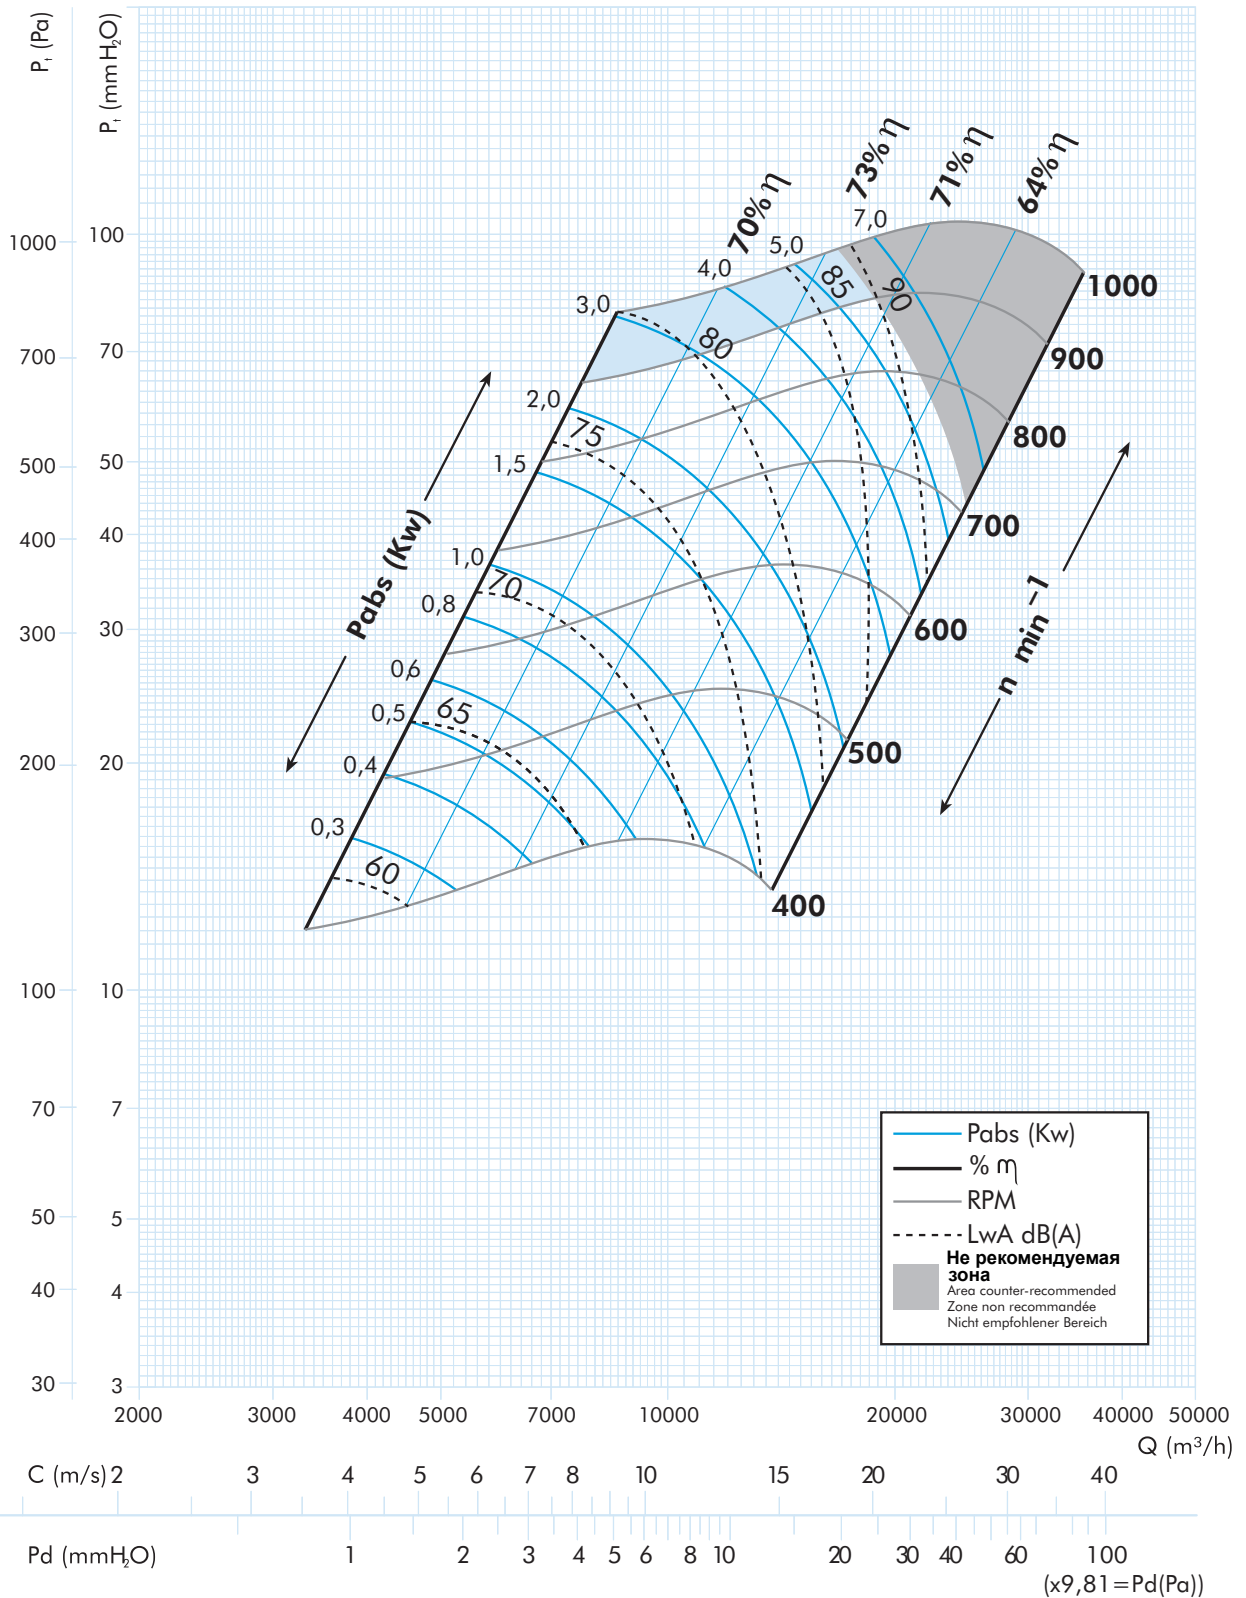 Pt (Pa)
Pt (mm H2O)
73% η
71% η
64% η
70% η
7,0
5,0
4,0
3,0
2,0
1,5
1,0
0,8
0,6
0,5
0,4
0,3
85
90
80
75
70
65
60
1000
900
800
700
600
500
400
Pabs (Kw)
n min –1
1000
700
500
400
300
200
100
70
50
40
30
100
70
50
40
30
20
10
7
5
4
3
Pabs (Kw)
% η
RPM
LwA dB(A)
Не рекомендуемая
зона
Area counter-recommended
Zone non recommandée
Nicht empfohlener Bereich
2000 3000 4000 5000 7000 10000 20000 30000 40000 50000
Q (m³/h)
C (m/s) 2 3 4 5 6 7 8 10 15 20 30 40
Pd (mmH2O) 1 2 3 4 5 6 8 10 20 30 40 60 100
(x9,81=Pd(Pa))